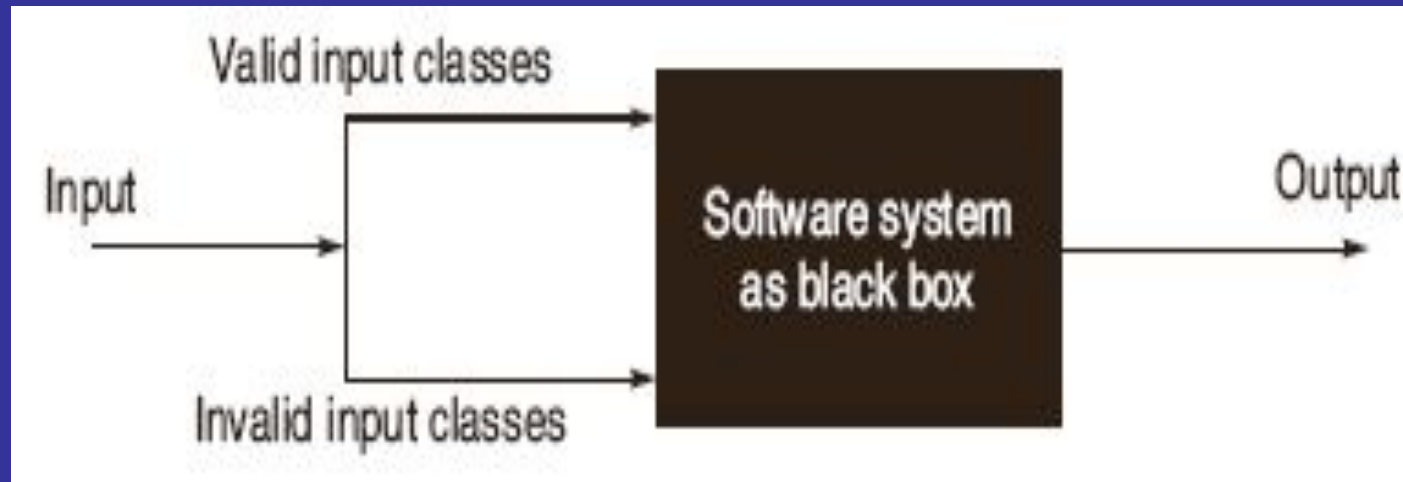 Valid input classes
Input
Software system
as black box
Output
Invalid input classes